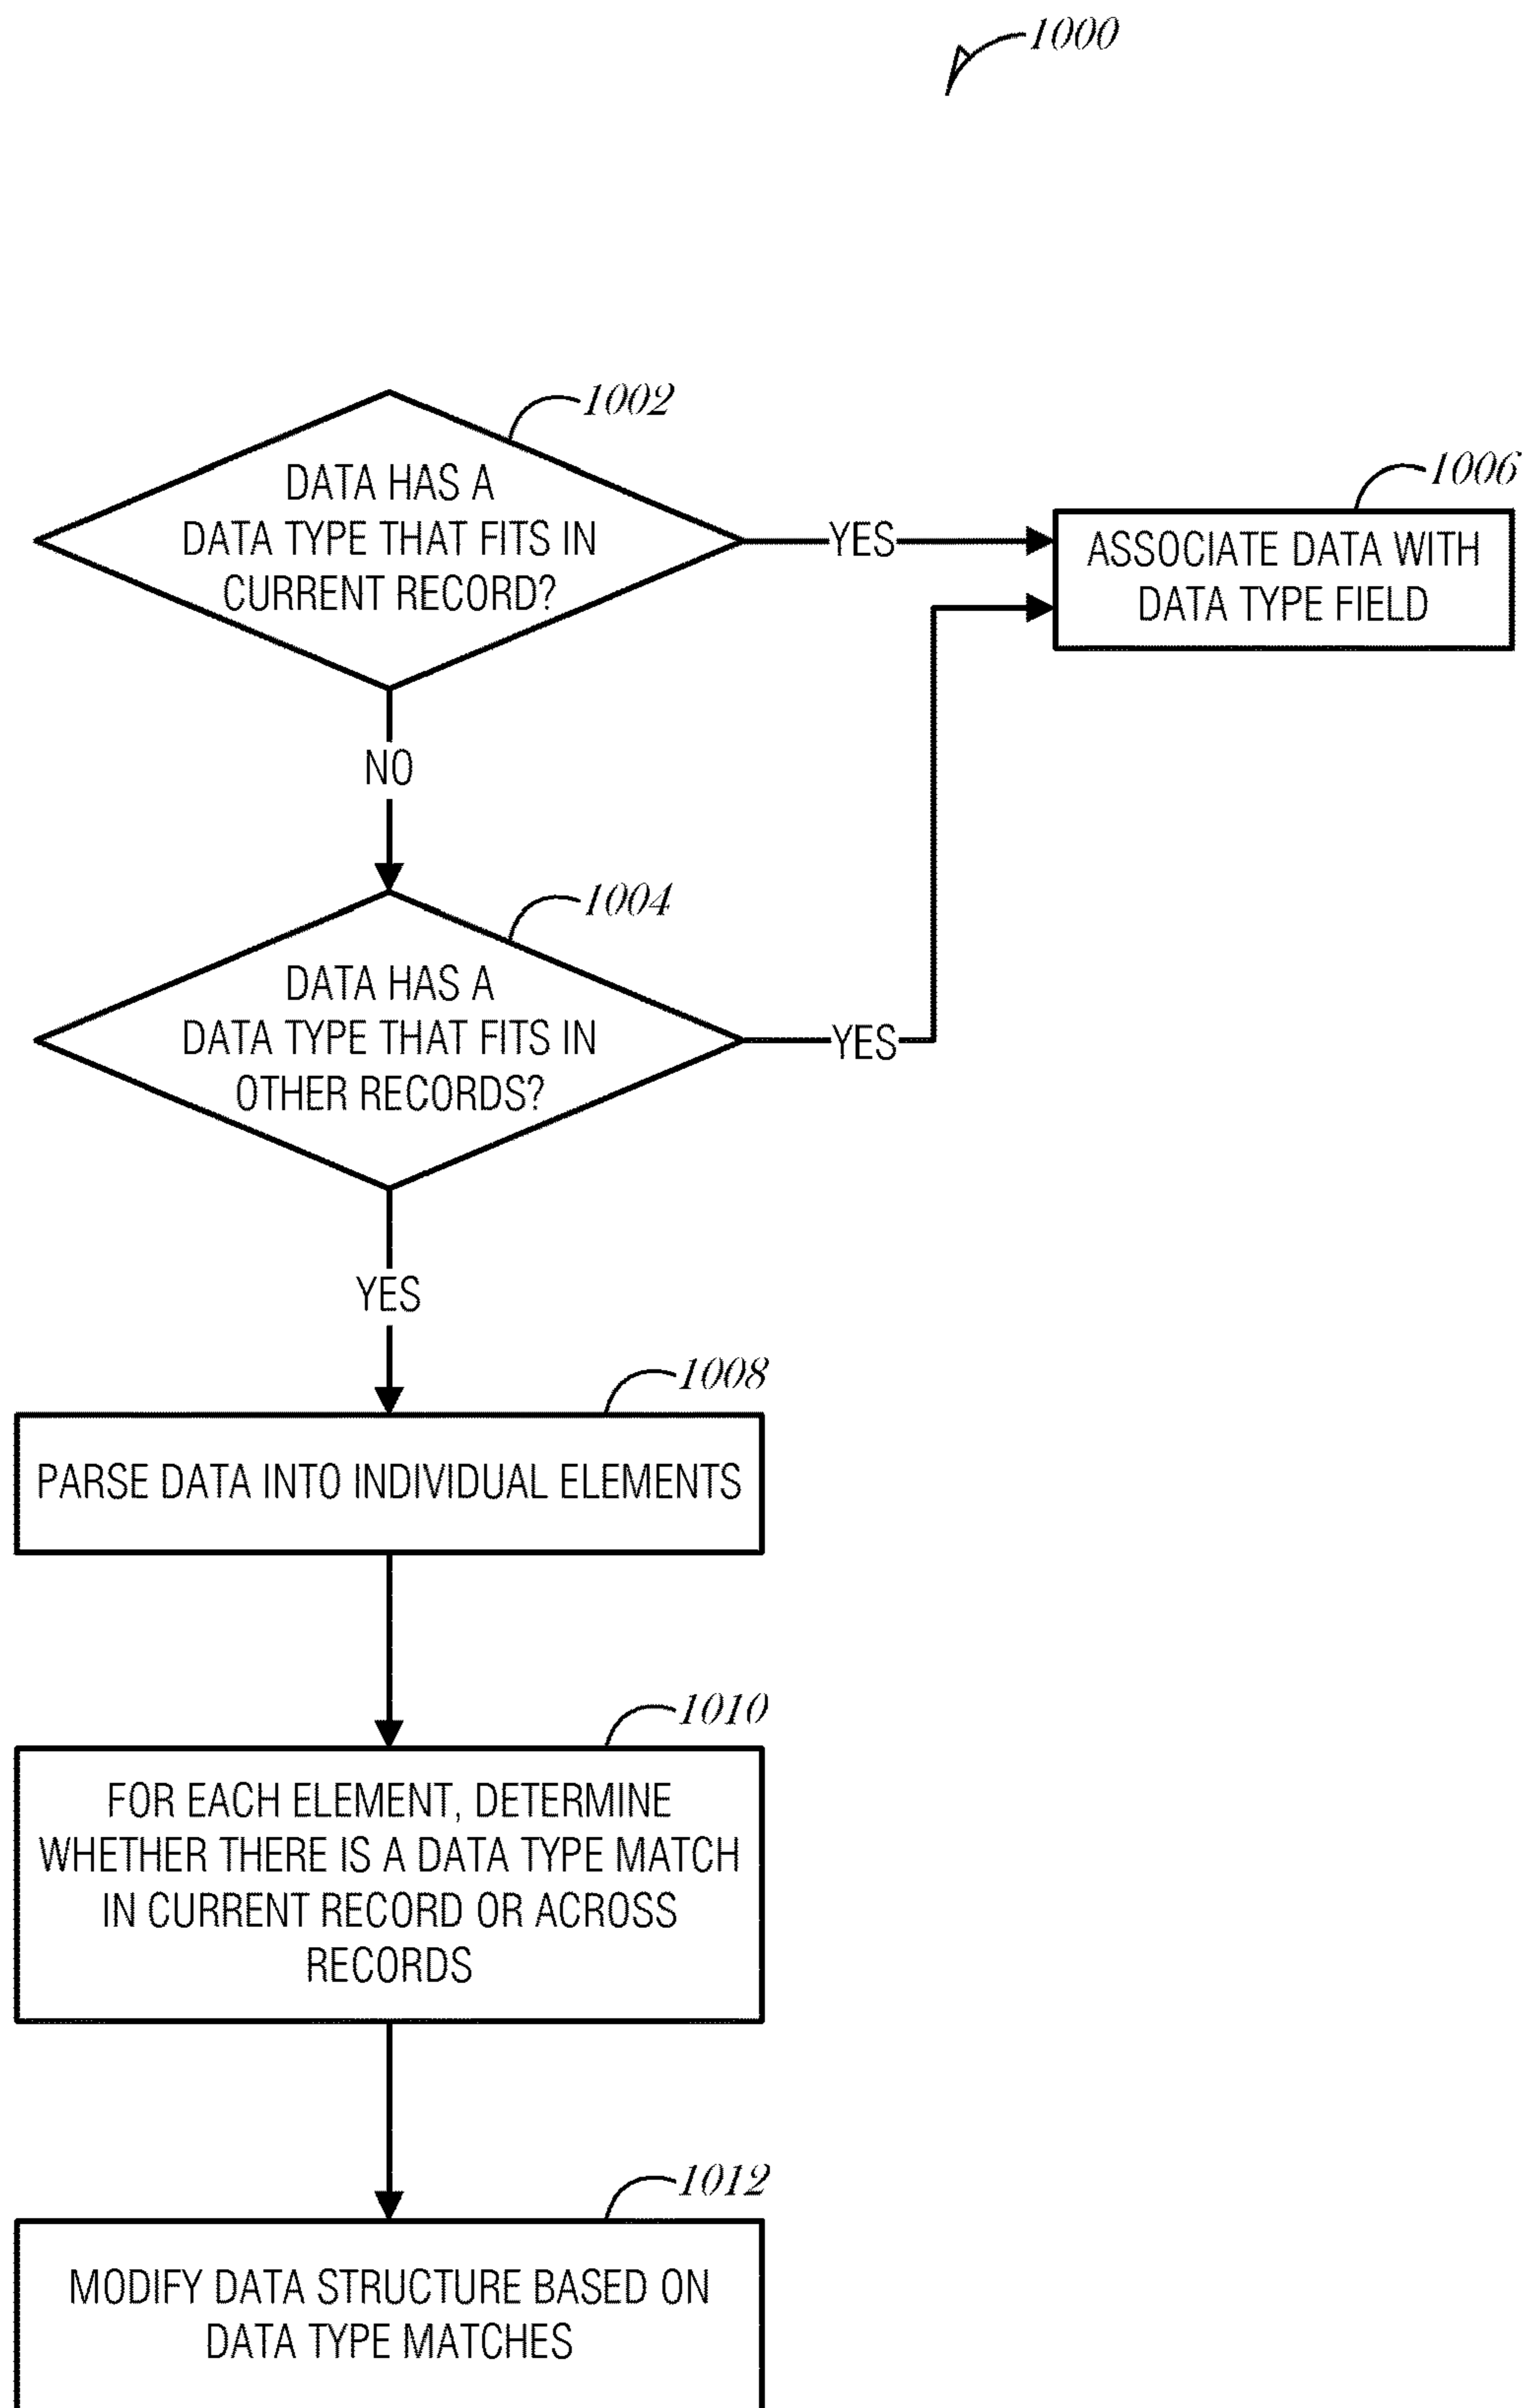 1000
1002
DATA HAS A
DATA TYPE THAT FITS IN
CURRENT RECORD?
YES
1006
ASSOCIATE DATA WITH
DATA TYPE FIELD
NO
1004
DATA HAS A
DATA TYPE THAT FITS IN
OTHER RECORDS?
YES
YES
1008
PARSE DATA INTO INDIVIDUAL ELEMENTS
1010
FOR EACH ELEMENT, DETERMINE
WHETHER THERE IS A DATA TYPE MATCH
IN CURRENT RECORD OR ACROSS
RECORDS
1012
MODIFY DATA STRUCTURE BASED ON
DATA TYPE MATCHES